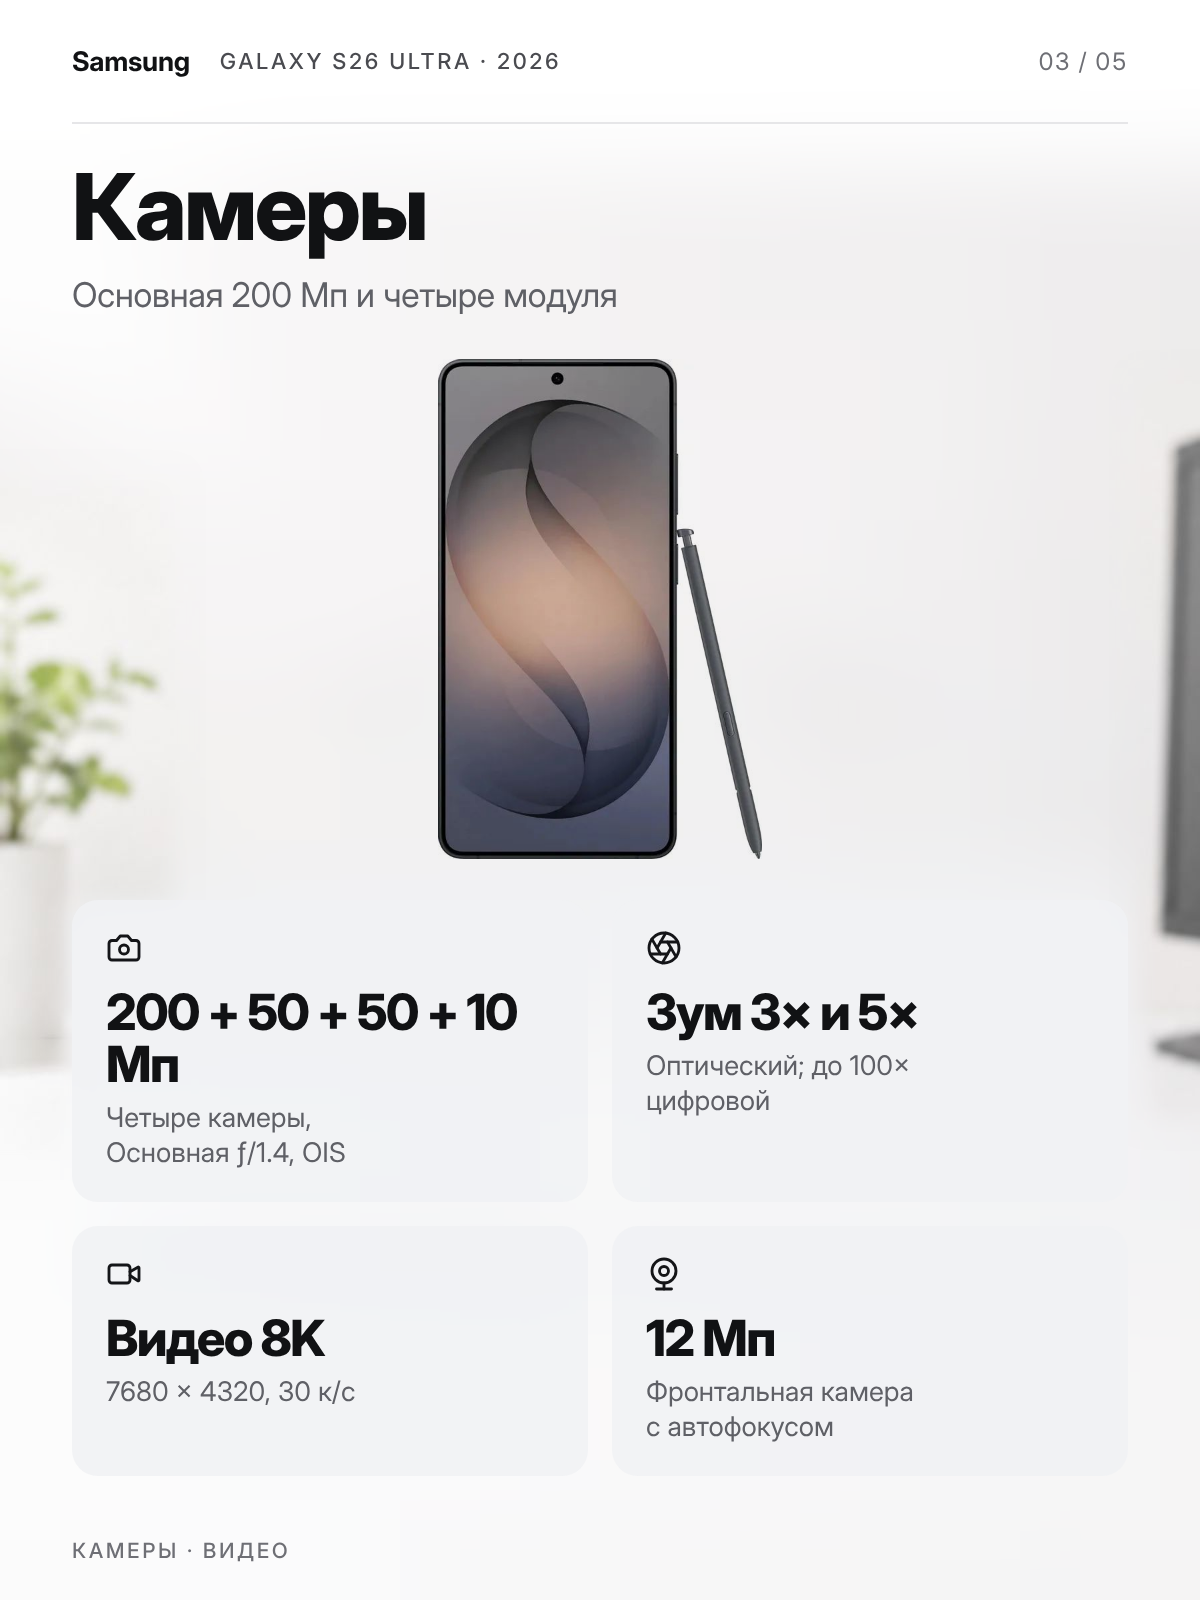 Samsung GALAXY S26 ULTRA · 2026 03 / 05
Камеры
Основная 200 Мп и четыре модуля
200 + 50 + 50 + 10
Мп
Четыре камеры,
Основная ƒ/1.4, OIS
Зум 3× и 5×
Оптический; до 100×
цифровой
Видео 8K
7680 × 4320, 30 к/с
12 Мп
Фронтальная камера
с автофокусом
КАМЕРЫ · ВИДЕО